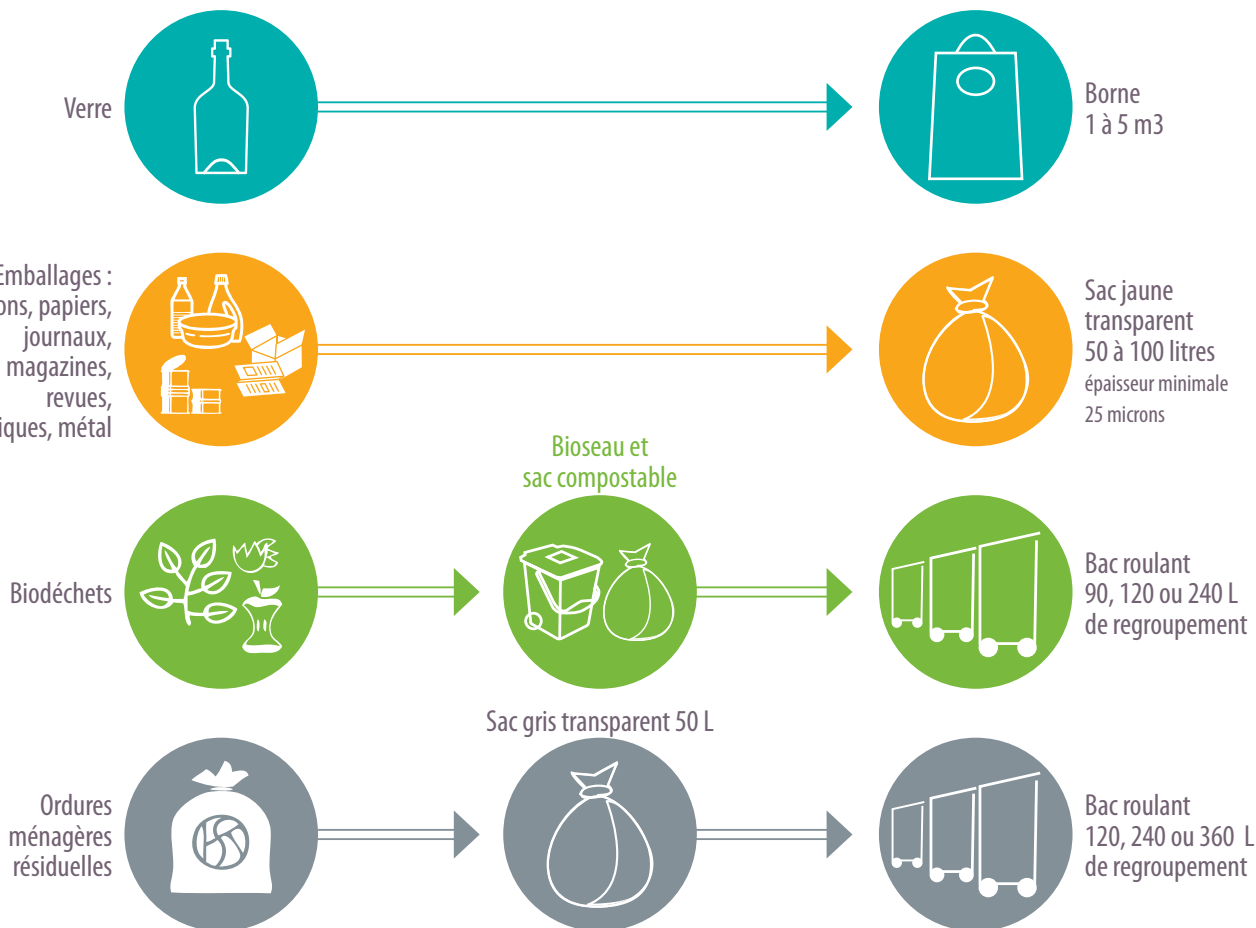 Verre
Borne
1 à 5 m3
Emballages :
ons, papiers,
journaux,
magazines,
revues,
iques, métal
Sac jaune
transparent
50 à 100 litres
épaisseur minimale
25 microns
Bioseau et
sac compostable
Biodéchets
Bac roulant
90, 120 ou 240 L
de regroupement
Sac gris transparent 50 L
Ordures
ménagères
résiduelles
Bac roulant
120, 240 ou 360 L
de regroupement